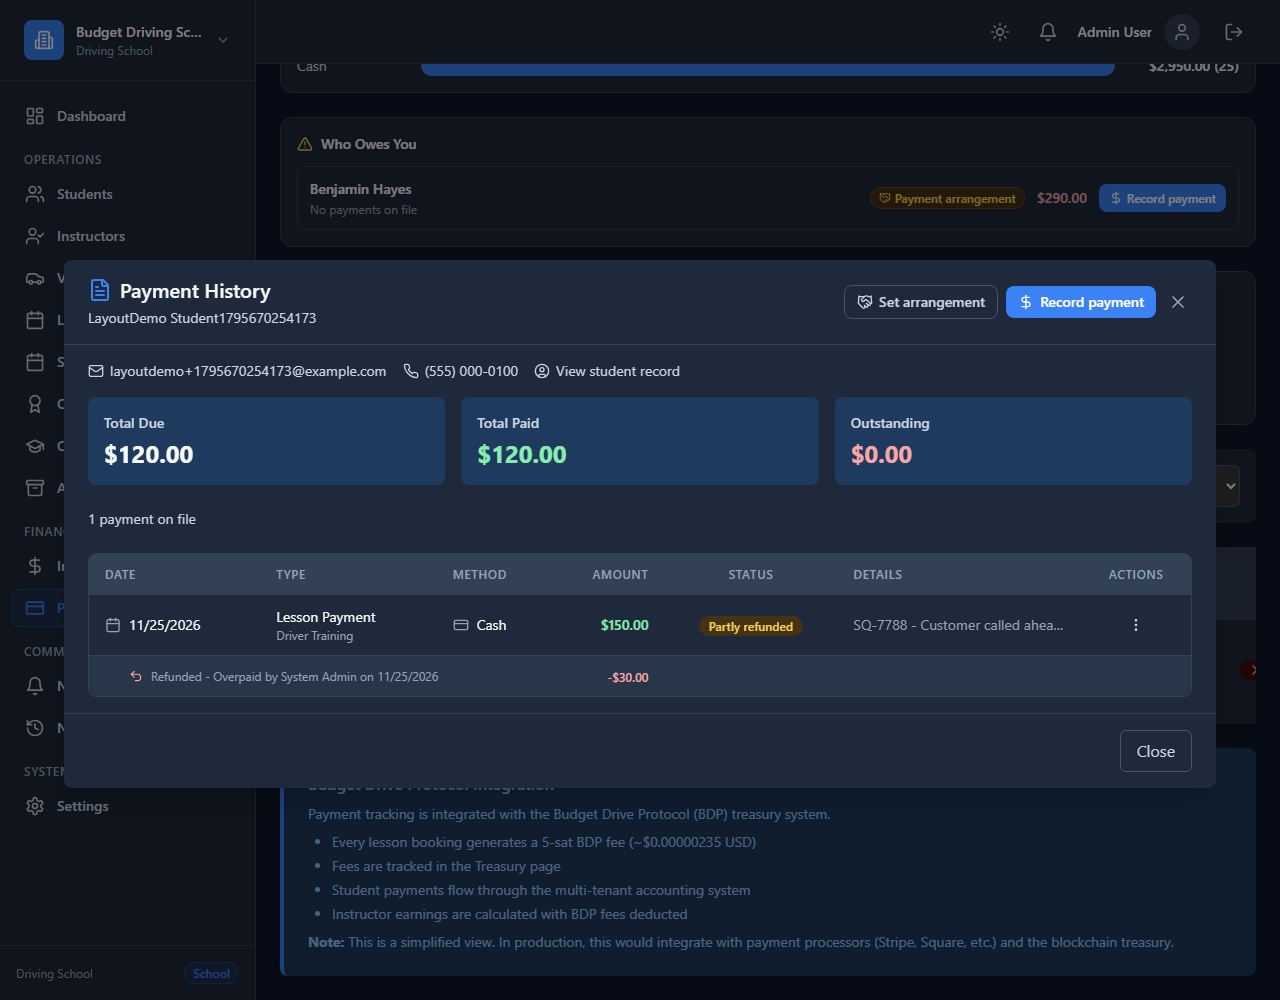 Budget Driving Sc...
Driving School
Admin User
Dashboard
OPERATIONS
Students
Instructors
FINAN
COMM
SYSTEM
Settings
Driving School
School
Cash
$2,950.00 (25)
Who Owes You
Benjamin Hayes
No payments on file
Payment arrangement
$290.00
Record payment
Payment History
LayoutDemo Student1795670254173
Set arrangement
Record payment
layoutdemo+1795670254173@example.com
(555) 000-0100
View student record
Total Due
$120.00
Total Paid
$120.00
Outstanding
$0.00
1 payment on file
DATE TYPE METHOD AMOUNT STATUS DETAILS ACTIONS
11/25/2026 Lesson Payment Cash $150.00 Partly refunded SQ-7788 - Customer called ahea...
Driver Training
Refunded - Overpaid by System Admin on 11/25/2026 -$30.00
Close
Budget Drive Protocol Integration
Payment tracking is integrated with the Budget Drive Protocol (BDP) treasury system.
• Every lesson booking generates a 5-sat BDP fee (~$0.00000235 USD)
• Fees are tracked in the Treasury page
• Student payments flow through the multi-tenant accounting system
• Instructor earnings are calculated with BDP fees deducted
Note: This is a simplified view. In production, this would integrate with payment processors (Stripe, Square, etc.) and the blockchain treasury.